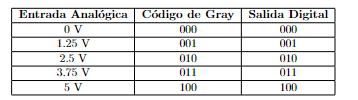 Entrada Analógica Código de Gray Salida Digital
0 V 000 000
1.25 V 001 001
2.5 V 010 010
3.75 V 011 011
5 V 100 100